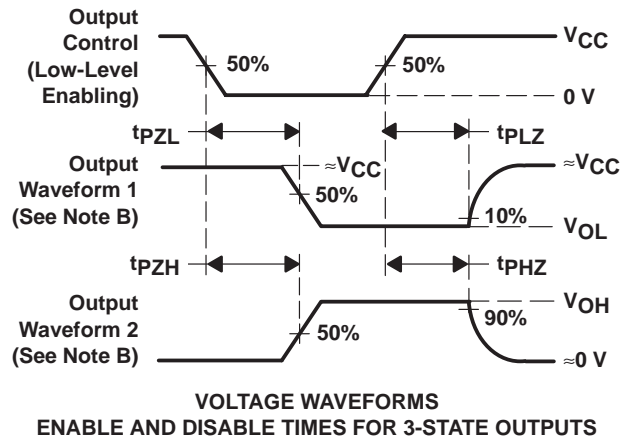 Output
Control
(Low-Level
Enabling)
50%
50%
VCC
0 V
tPZL
tPLZ
Output
Waveform 1
(See Note B)
≈VCC
50%
≈VCC
10%
VOL
tPZH
tPHZ
Output
Waveform 2
(See Note B)
50%
VOH
90%
≈0 V
VOLTAGE WAVEFORMS
ENABLE AND DISABLE TIMES FOR 3-STATE OUTPUTS